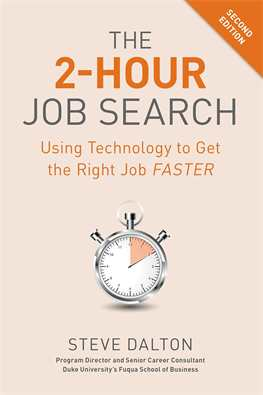 SECOND
EDITION
THE
2-HOUR
JOB SEARCH
Using Technology to Get
the Right Job FASTER
STEVE DALTON
Program Director and Senior Career Consultant
Duke University's Fuqua School of Business